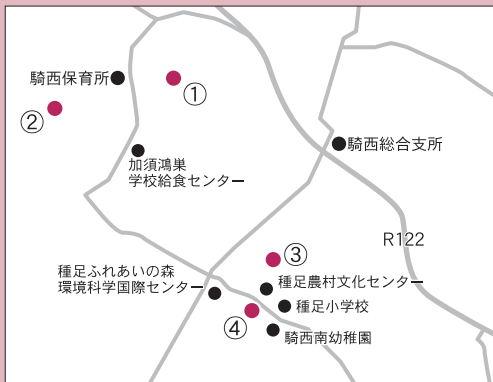 騎西保育所
①
②
加須鴻巣
学校給食センター
騎西総合支所
R122
③
種足ふれあいの森
環境科学国際センター
種足農村文化センター
種足小学校
④
騎西南幼稚園